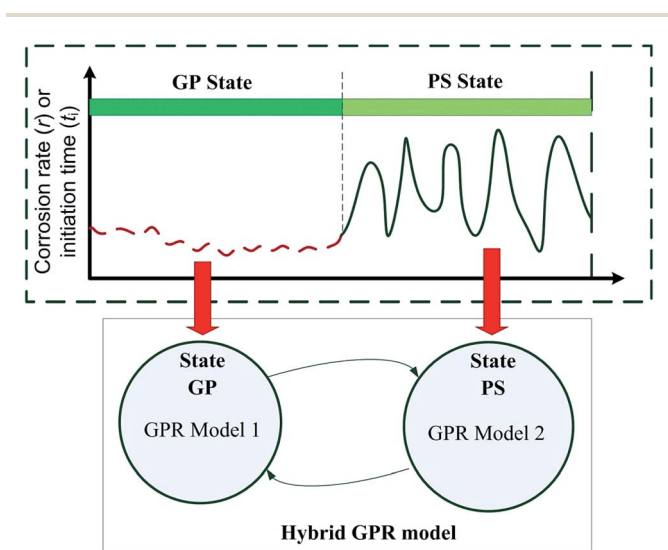 GP State
PS State
Corrosion rate (r) or
initiation time (ti)
State
GP
GPR Model 1
State
PS
GPR Model 2
Hybrid GPR model